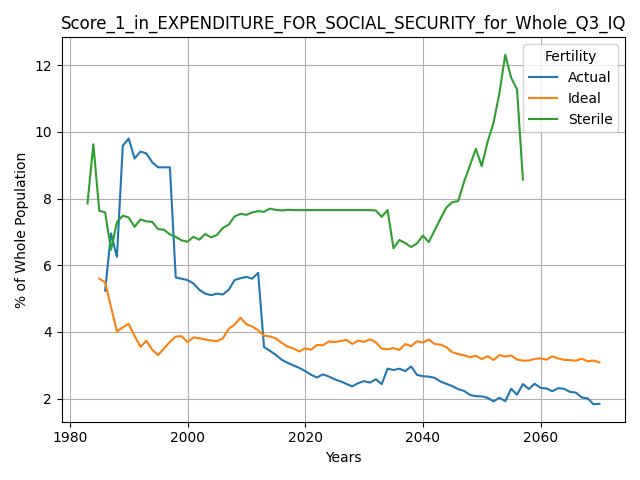 Score_1_in_EXPENDITURE_FOR_SOCIAL_SECURITY_for_Whole_Q3_IQ
% of Whole Population
12
10
8
6
4
2
Fertility
Actual
Ideal
Sterile
1980 2000 2020 2040 2060
Years